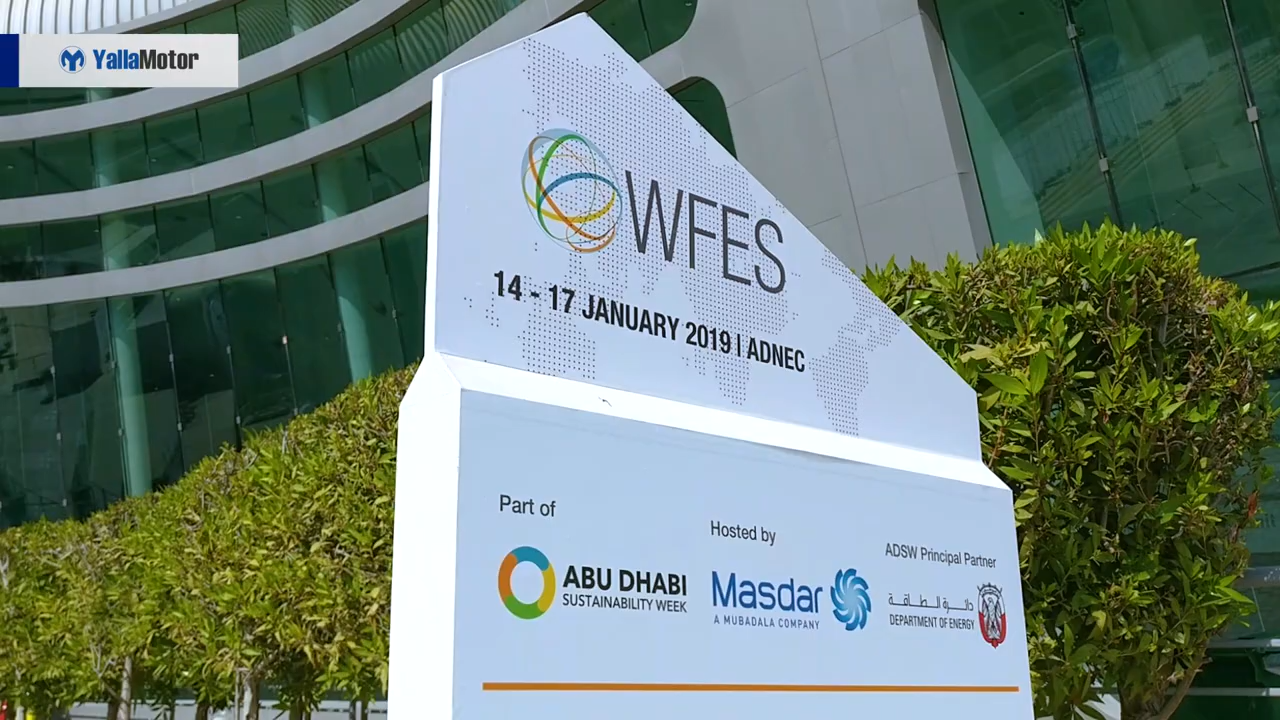 YallaMotor
WFES
14 - 17 JANUARY 2019 | ADNEC
Part of
ABU DHABI
SUSTAINABILITY WEEK
Hosted by
Masdar
A MUBADALA COMPANY
ADSW Principal Partner
دائرة الطاقة
DEPARTMENT OF ENERGY